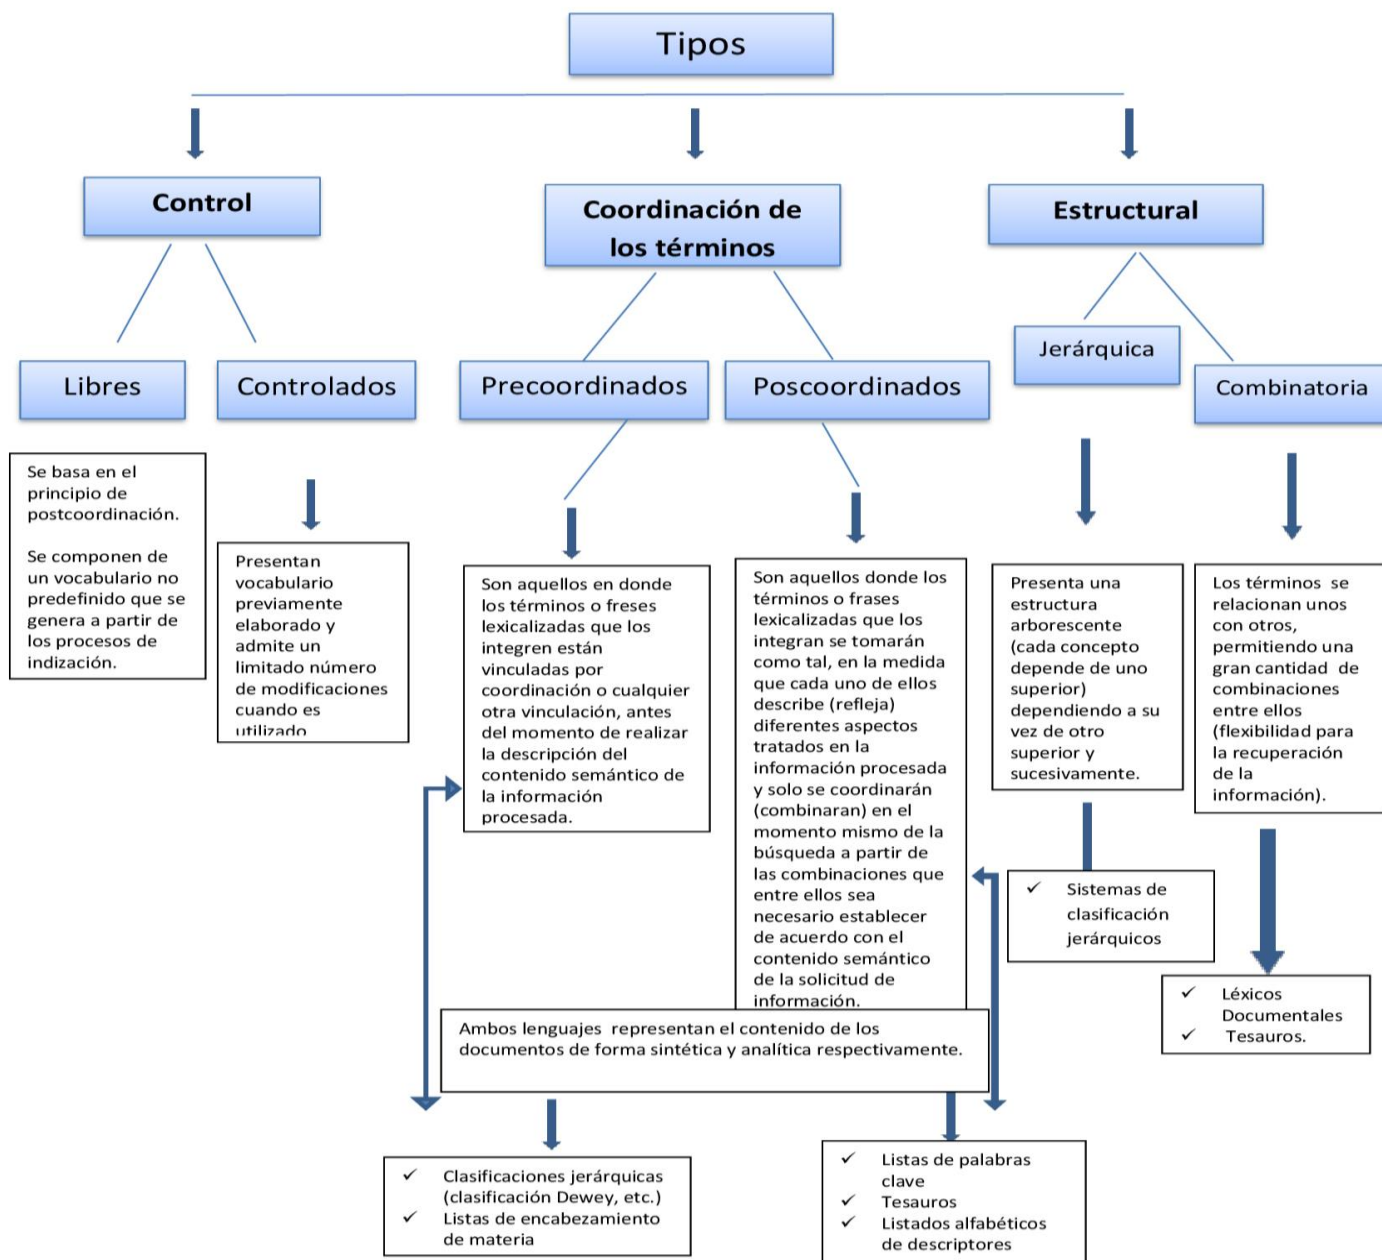 Tipos
Control
Coordinación de
los términos
Estructural
Libres
Controlados
Precoordinados
Poscoordinados
Jerárquica
Combinatoria
Se basa en el
principio de
postcoordinación.
Se componen de
un vocabulario no
predefinido que se
genera a partir de
los procesos de
indización.
Presentan
vocabulario
previamente
elaborado y
admite un
limitado número
de modificaciones
cuando es
utilizado
Son aquellos en donde
los términos o freses
lexicalizadas que los
integren están
vinculadas por
coordinación o cualquier
otra vinculación, antes
del momento de realizar
la descripción del
contenido semántico de
la información
procesada.
Son aquellos donde los
términos o frases
lexicalizadas que los
integran se tomarán
como tal, en la medida
que cada uno de ellos
describe (refleja)
diferentes aspectos
tratados en la
información procesada
y solo se coordinarán
(combinaran) en el
momento mismo de la
búsqueda a partir de
las combinaciones que
entre ellos sea
necesario establecer
de acuerdo con el
contenido semántico
de la solicitud de
información.
Presenta una
estructura
arborescente
(cada concepto
depende de uno
superior)
dependiendo a su
vez de otro
superior y
sucesivamente.
Los términos se
relacionan unos
con otros,
permitiendo una
gran cantidad de
combinaciones
entre ellos
(flexibilidad para
la recuperación
de la
información).
✓ Sistemas de
clasificación
jerárquicos
✓ Léxicos
Documentales
✓ Tesauros.
Ambos lenguajes representan el contenido de los
documentos de forma sintética y analítica respectivamente.
✓ Clasificaciones jerárquicas
(clasificación Dewey, etc.)
✓ Listas de encabezamiento
de materia
✓ Listas de palabras
clave
✓ Tesauros
✓ Listados alfabéticos
de descriptores